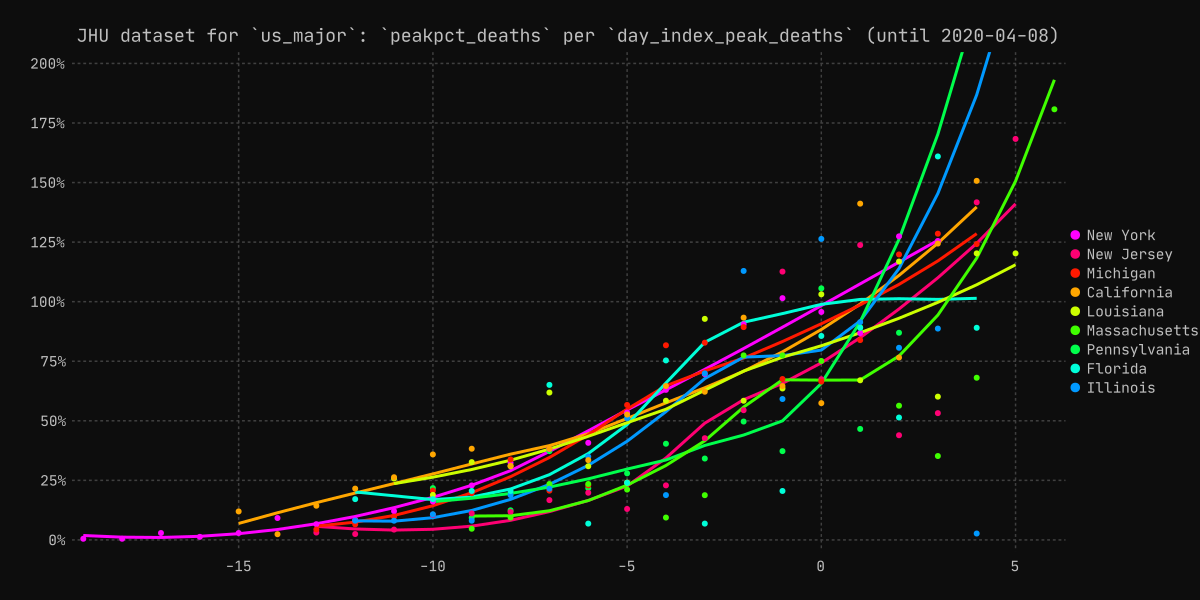 JHU dataset for `us_major`: `peakpct_deaths` per `day_index_peak_deaths` (until 2020-04-08)
200%
175%
150%
125%
100%
75%
50%
25%
0%
-15
-10
-5
0
5
New York
New Jersey
Michigan
California
Louisiana
Massachusetts
Pennsylvania
Florida
Illinois